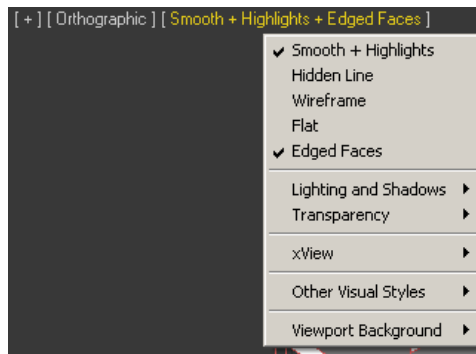 [ + ] [ Orthographic ] [ Smooth + Highlights + Edged Faces ]
Smooth + Highlights
Hidden Line
Wireframe
Flat
Edged Faces
Lighting and Shadows
Transparency
xView
Other Visual Styles
Viewport Background